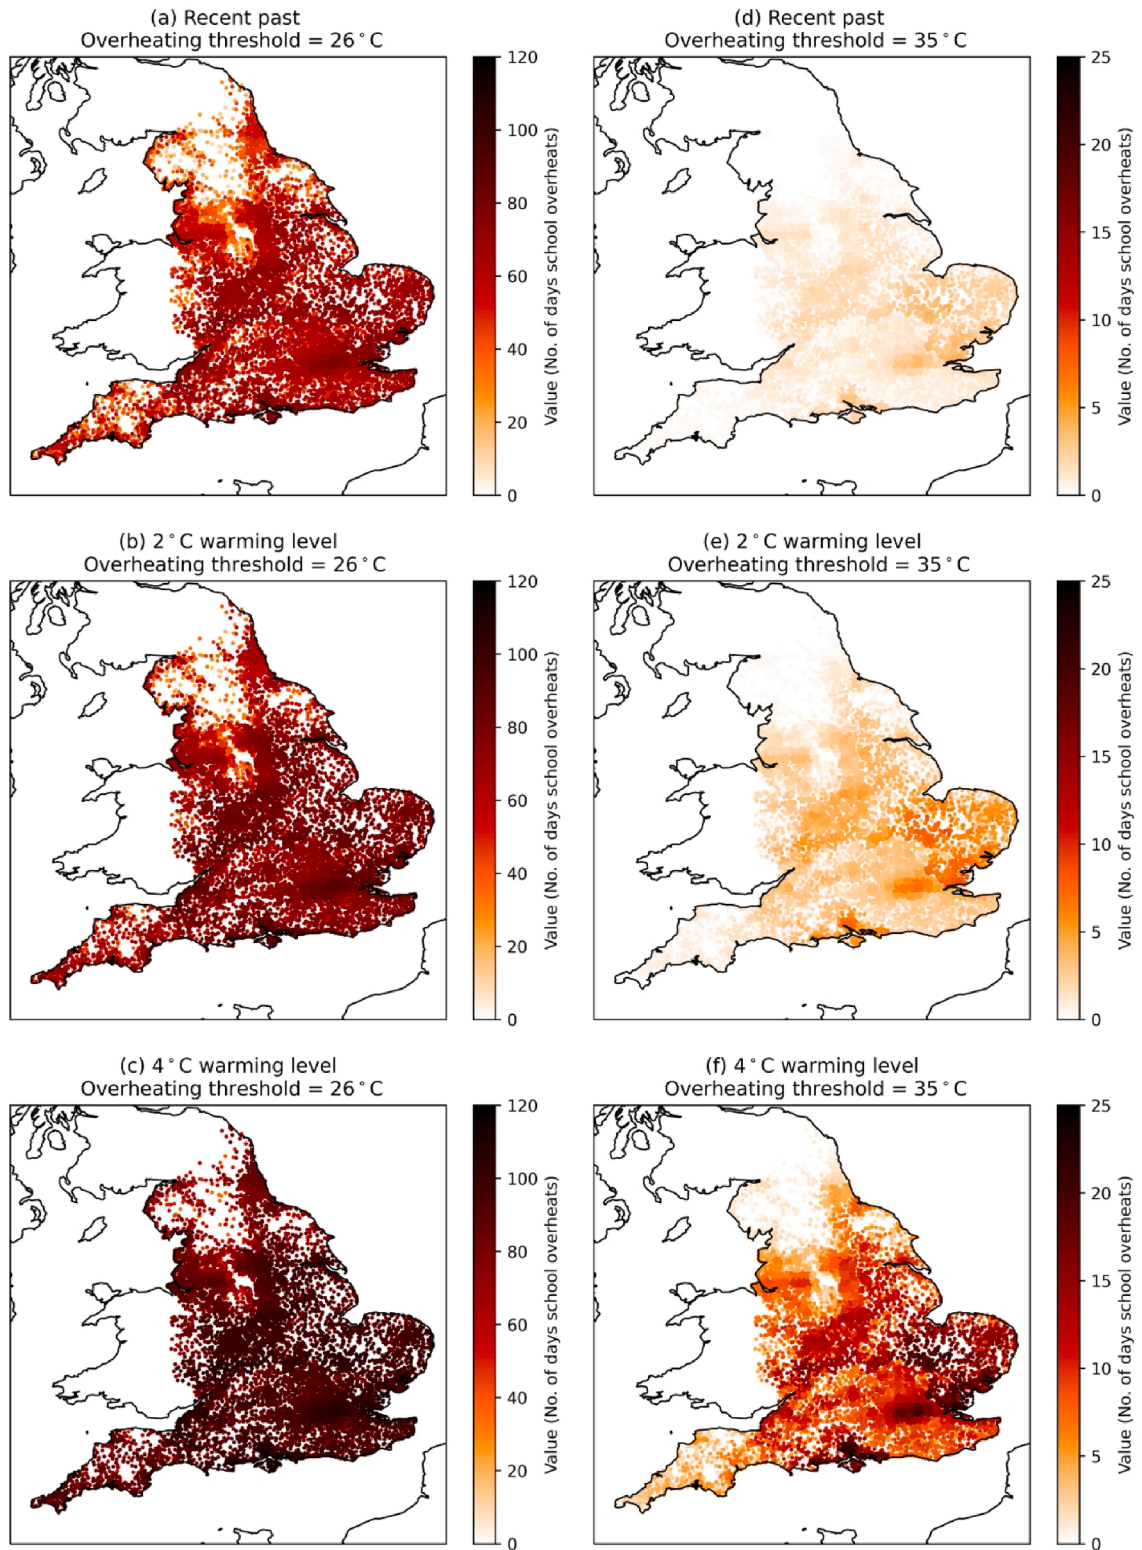 (a) Recent past
Overheating threshold = 26°C
120
100
80
60
40
20
0
Value (No. of days school overheats)
(d) Recent past
Overheating threshold = 35°C
25
20
15
10
5
0
Value (No. of days school overheats)
(b) 2°C warming level
Overheating threshold = 26°C
120
100
80
60
40
20
0
Value (No. of days school overheats)
(e) 2°C warming level
Overheating threshold = 35°C
25
20
15
10
5
0
Value (No. of days school overheats)
(c) 4°C warming level
Overheating threshold = 26°C
120
100
80
60
40
20
0
Value (No. of days school overheats)
(f) 4°C warming level
Overheating threshold = 35°C
25
20
15
10
5
0
Value (No. of days school overheats)